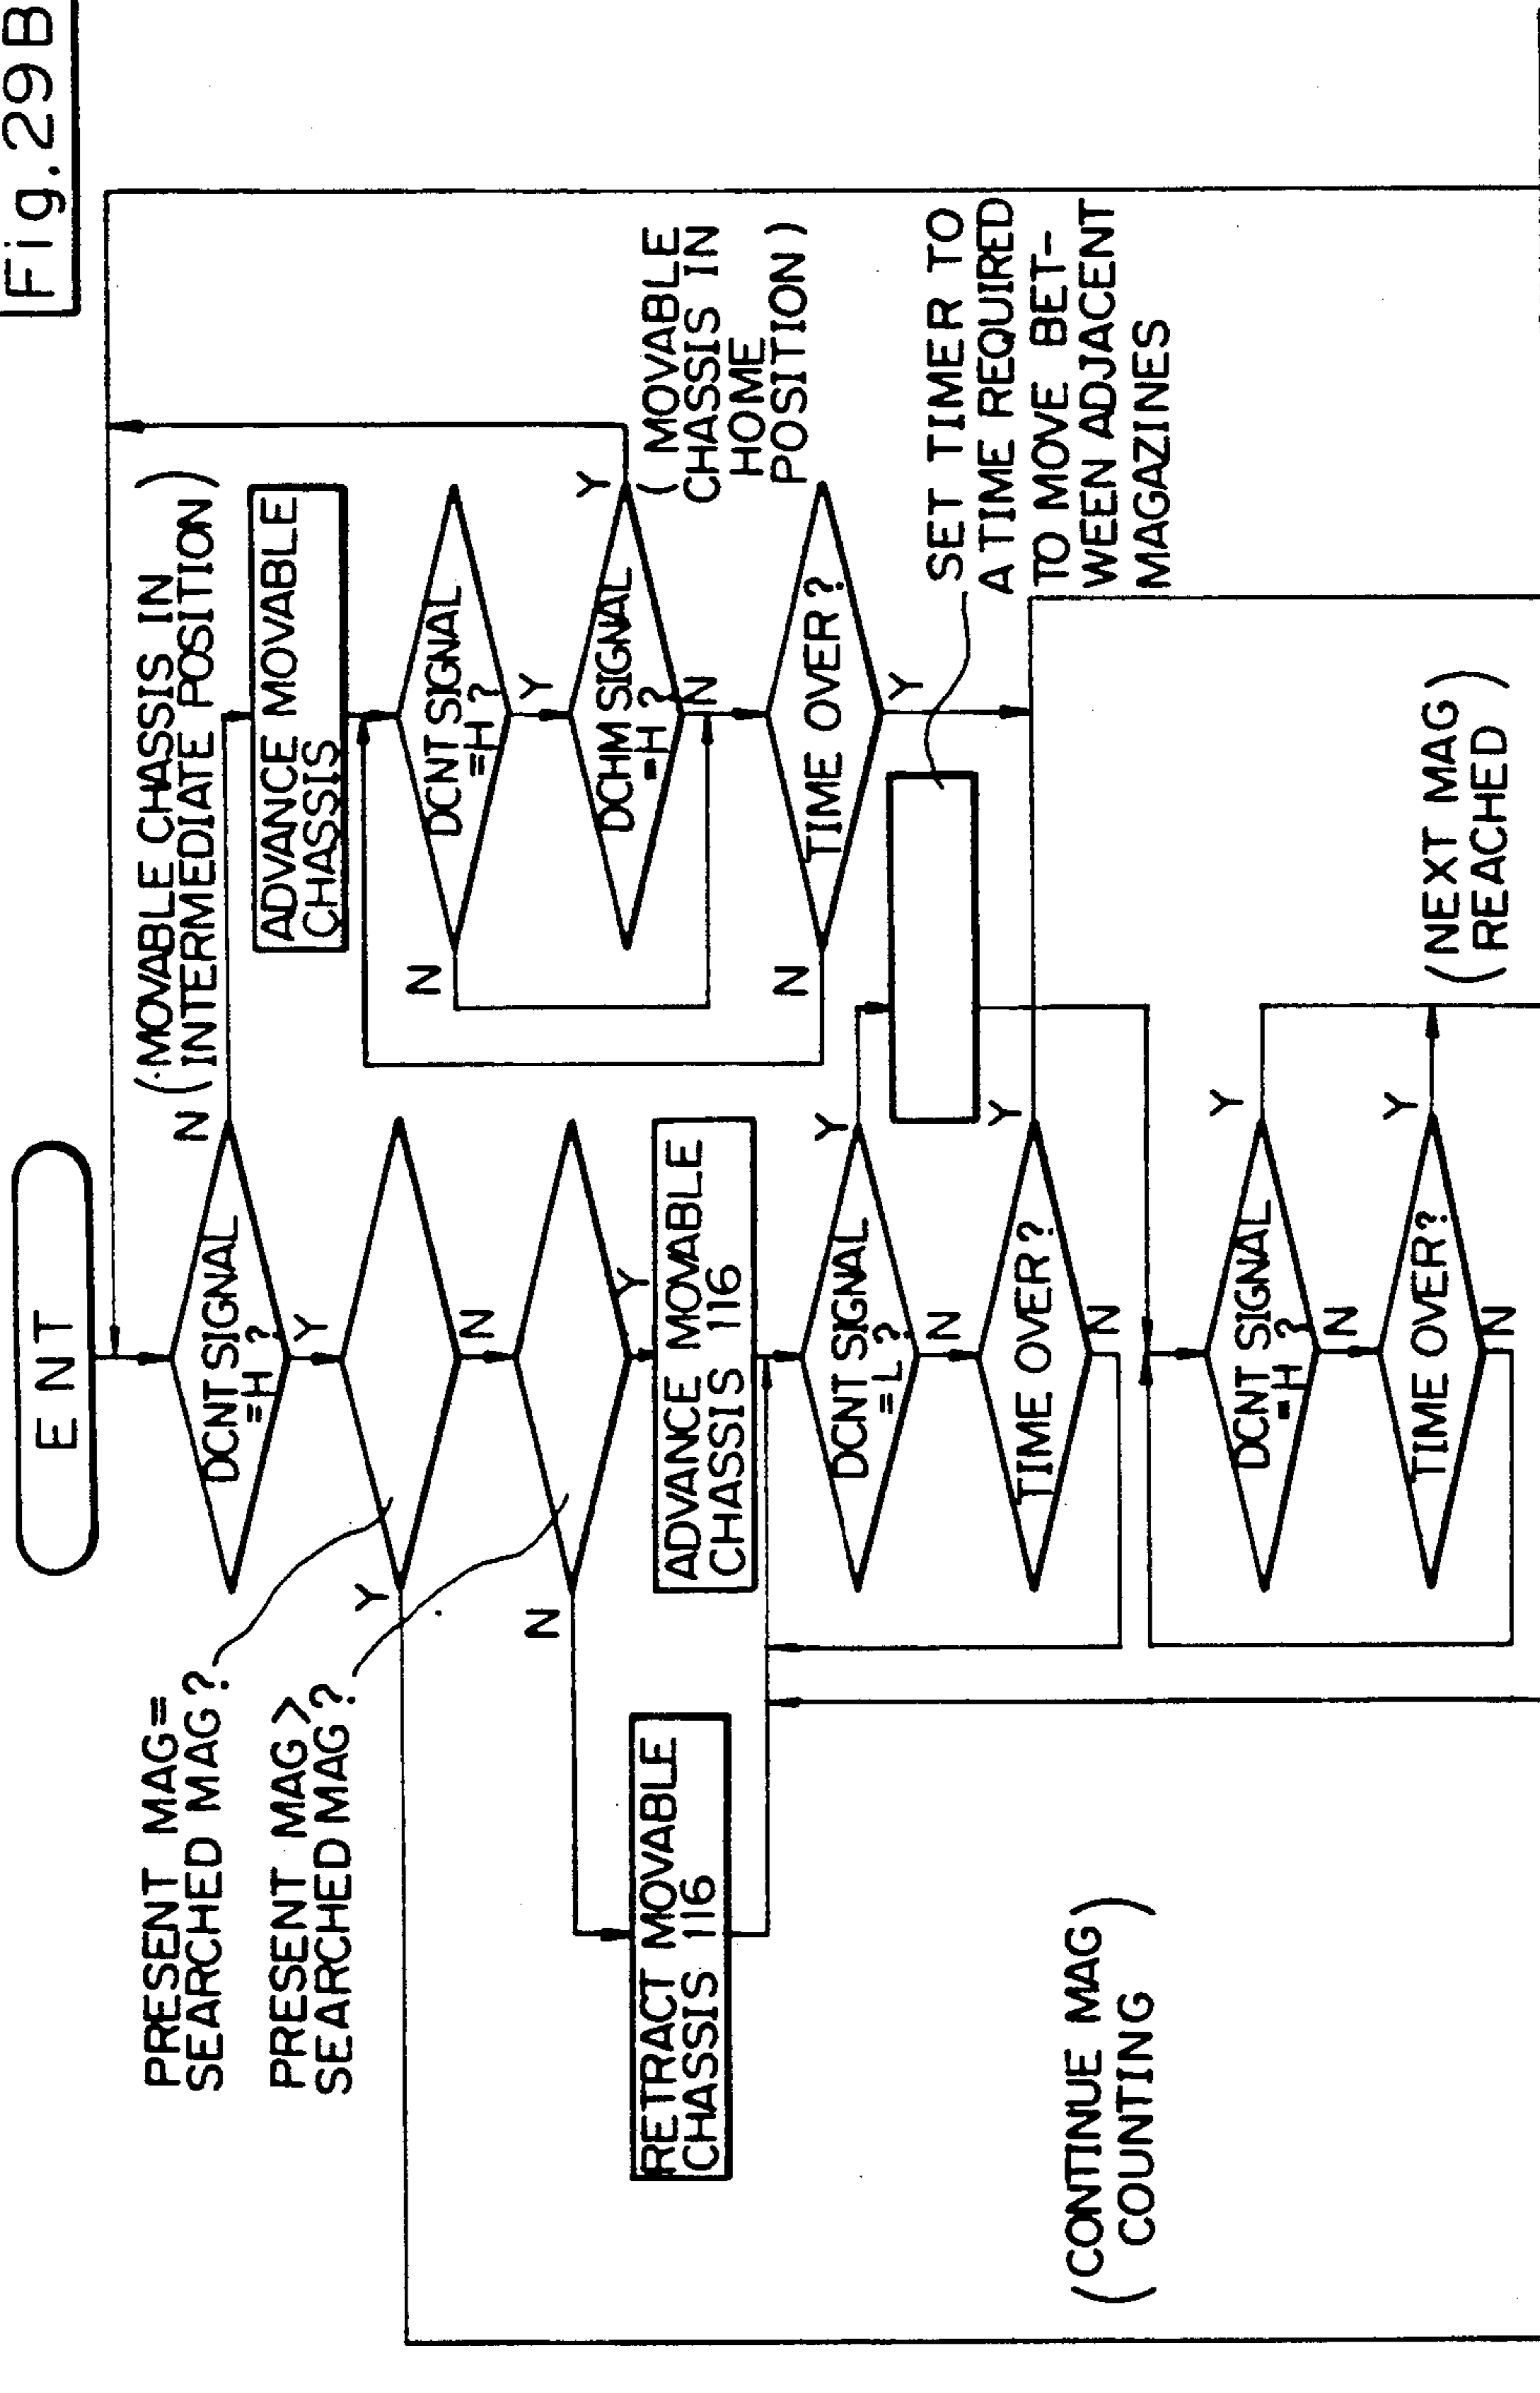 Fig. 29B
ENT
(MOVABLE CHASSIS IN
INTERMEDIATE POSITION)
DCNT SIGNAL
=H ?
N
Y
ADVANCE MOVABLE
CHASSIS
PRESENT MAG=
SEARCHED MAG?
Y
N
DCNT SIGNAL
=H ?
N
Y
PRESENT MAG>
SEARCHED MAG?
N
Y
DCHM SIGNAL
=H ?
Y
N
(MOVABLE
CHASSIS IN
HOME
POSITION)
RETRACT MOVABLE
CHASSIS 116
ADVANCE MOVABLE
CHASSIS 116
TIME OVER?
N
Y
DCNT SIGNAL
=L ?
Y
N
SET TIMER TO
A TIME REQUIRED
TO MOVE BET-
WEEN ADJACENT
MAGAZINES
TIME OVER?
Y
N
(CONTINUE MAG
COUNTING)
DCNT SIGNAL
=H ?
Y
N
TIME OVER?
Y
N
(NEXT MAG
REACHED)